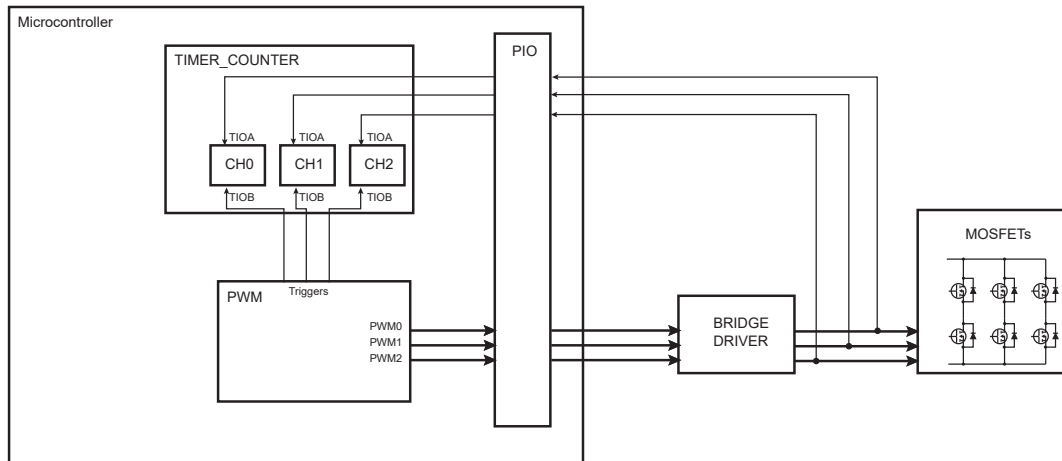 Microcontroller
TIMER_COUNTER
PIO
TIOA
TIOA
TIOA
CH0
CH1
CH2
TIOB
TIOB
TIOB
MOSFETs
Triggers
PWM
PWM0
PWM1
PWM2
BRIDGE
DRIVER